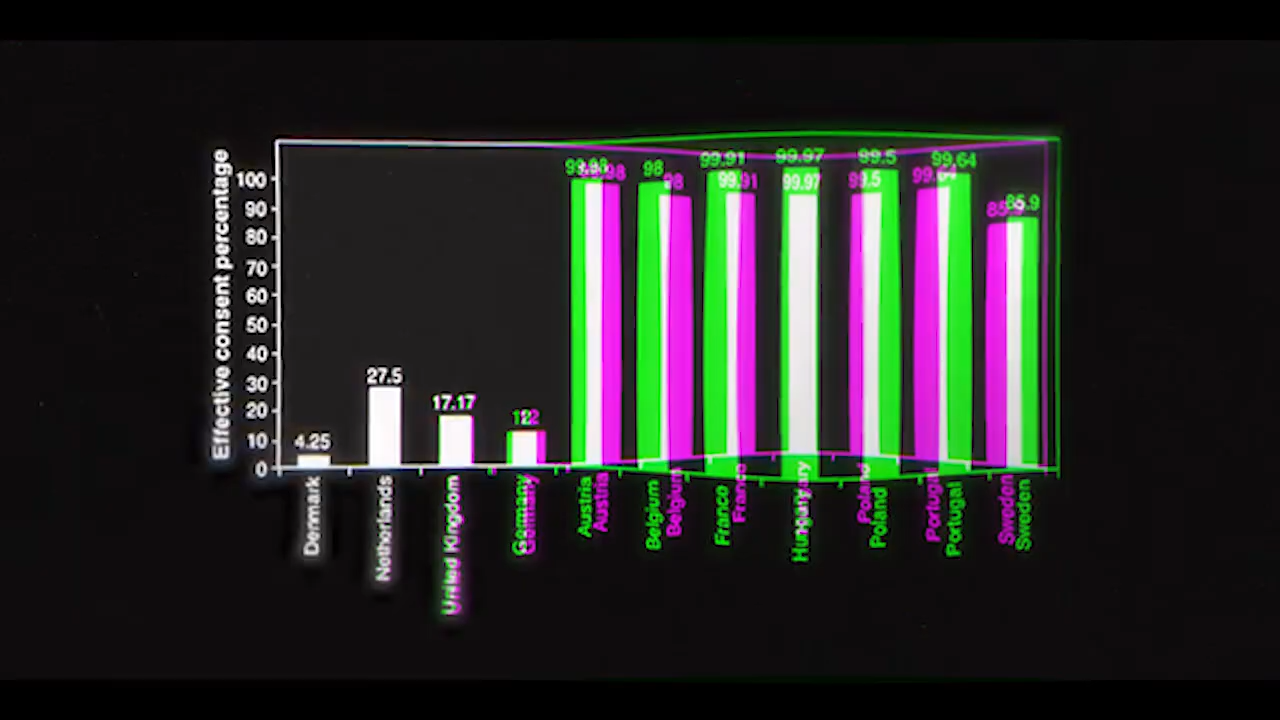 Effective consent percentage
100
90
80
70
60
50
40
30
20
10
0
4.25
27.5
17.17
12
99.98
98
99.91
99.97
99.5
99.64
85.9
Denmark
Netherlands
United Kingdom
Germany
Austria
Belgium
France
Hungary
Poland
Portugal
Sweden